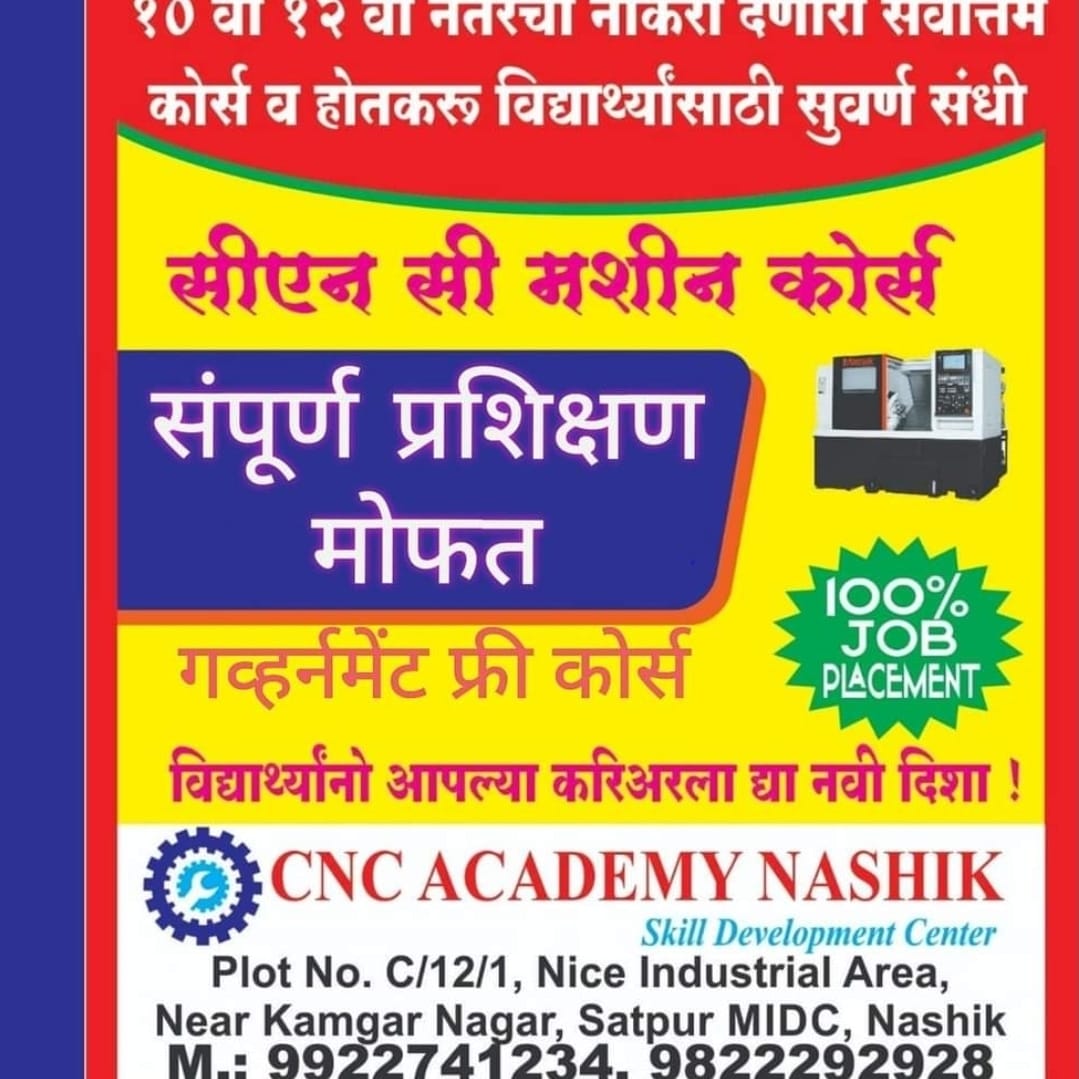 १० वी १२ वी नंतरचा नोकरी देणारा सर्वोत्तम
कोर्स व होतकरू विद्यार्थ्यांसाठी सुवर्ण संधी
सीएन सी मशीन कोर्स
संपूर्ण प्रशिक्षण
मोफत
गव्हर्नमेंट फ्री कोर्स
100%
JOB
PLACEMENT
विद्यार्थ्यांनो आपल्या करिअरला द्या नवी दिशा !
CNC ACADEMY NASHIK
Skill Development Center
Plot No. C/12/1, Nice Industrial Area,
Near Kamgar Nagar, Satpur MIDC, Nashik
M.: 9922741234, 9822292928